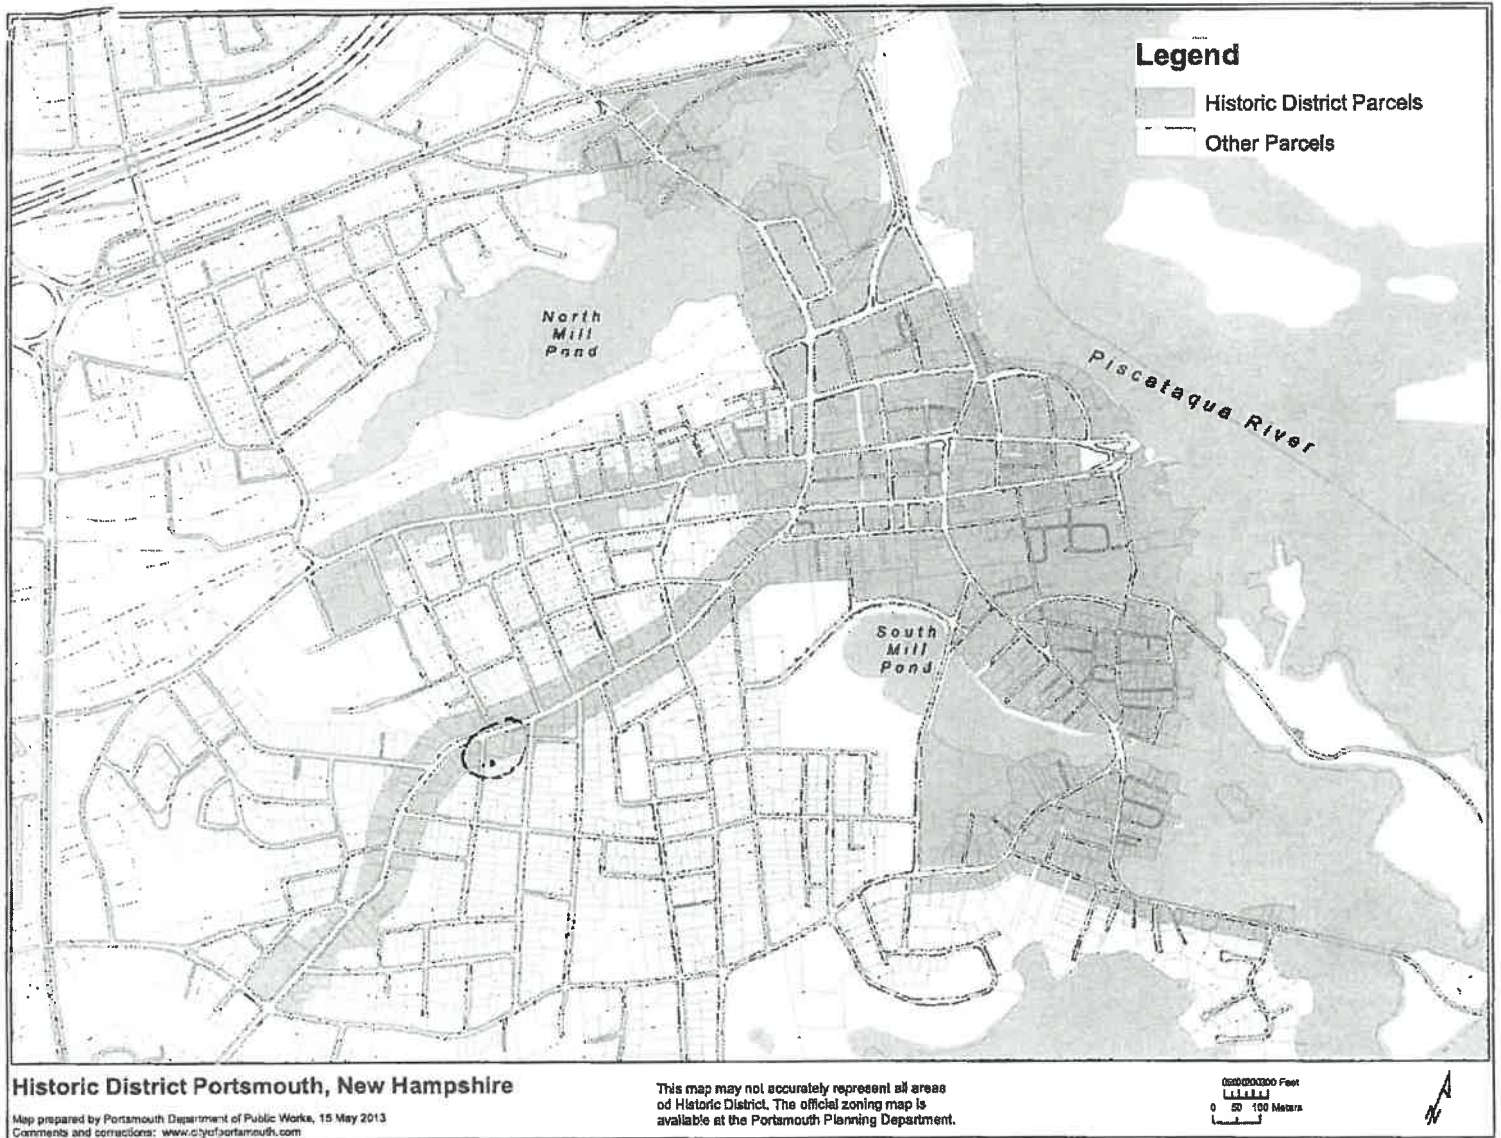 Legend
Historic District Parcels
Other Parcels
North
Mill
Pond
Piscataqua River
South
Mill
Pond
Historic District Portsmouth, New Hampshire
Map prepared by Portsmouth Department of Public Works, 15 May 2013
Comments and corrections: www.cityofportsmouth.com
This map may not accurately represent all areas
od Historic District. The official zoning map is
available at the Portsmouth Planning Department.
Feet
0 50 100 Meters
N